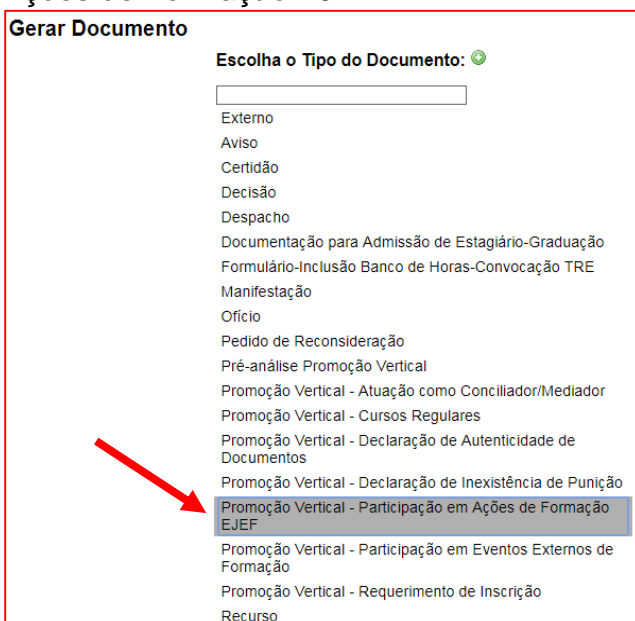 Gerar Documento
Escolha o Tipo do Documento:
Externo
Aviso
Certidão
Decisão
Despacho
Documentação para Admissão de Estagiário-Graduação
Formulário-Inclusão Banco de Horas-Convocação TRE
Manifestação
Ofício
Pedido de Reconsideração
Pré-análise Promoção Vertical
Promoção Vertical - Atuação como Conciliador/Mediador
Promoção Vertical - Cursos Regulares
Promoção Vertical - Declaração de Autenticidade de
Documentos
Promoção Vertical - Declaração de Inexistência de Punição
Promoção Vertical - Participação em Ações de Formação
EJEF
Promoção Vertical - Participação em Eventos Externos de
Formação
Promoção Vertical - Requerimento de Inscrição
Recurso